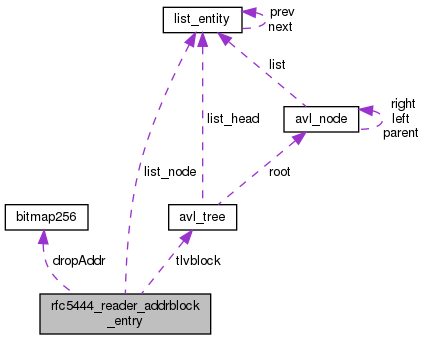 list_entity
prev
next
list
avl_node
right
left
parent
list_head
list_node
root
bitmap256
avl_tree
dropAddr
tlvblock
rfc5444_reader_addrblock
_entry